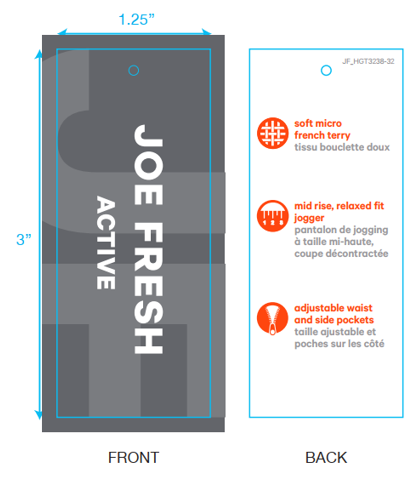 1.25"
3"
JOE FRESH
ACTIVE
JF_HGT3238-32
soft micro
french terry
tissu bouclette doux
mid rise, relaxed fit
jogger
pantalon de jogging
à taille mi-haute,
coupe décontractée
adjustable waist
and side pockets
taille ajustable et
poches sur les côté
FRONT
BACK